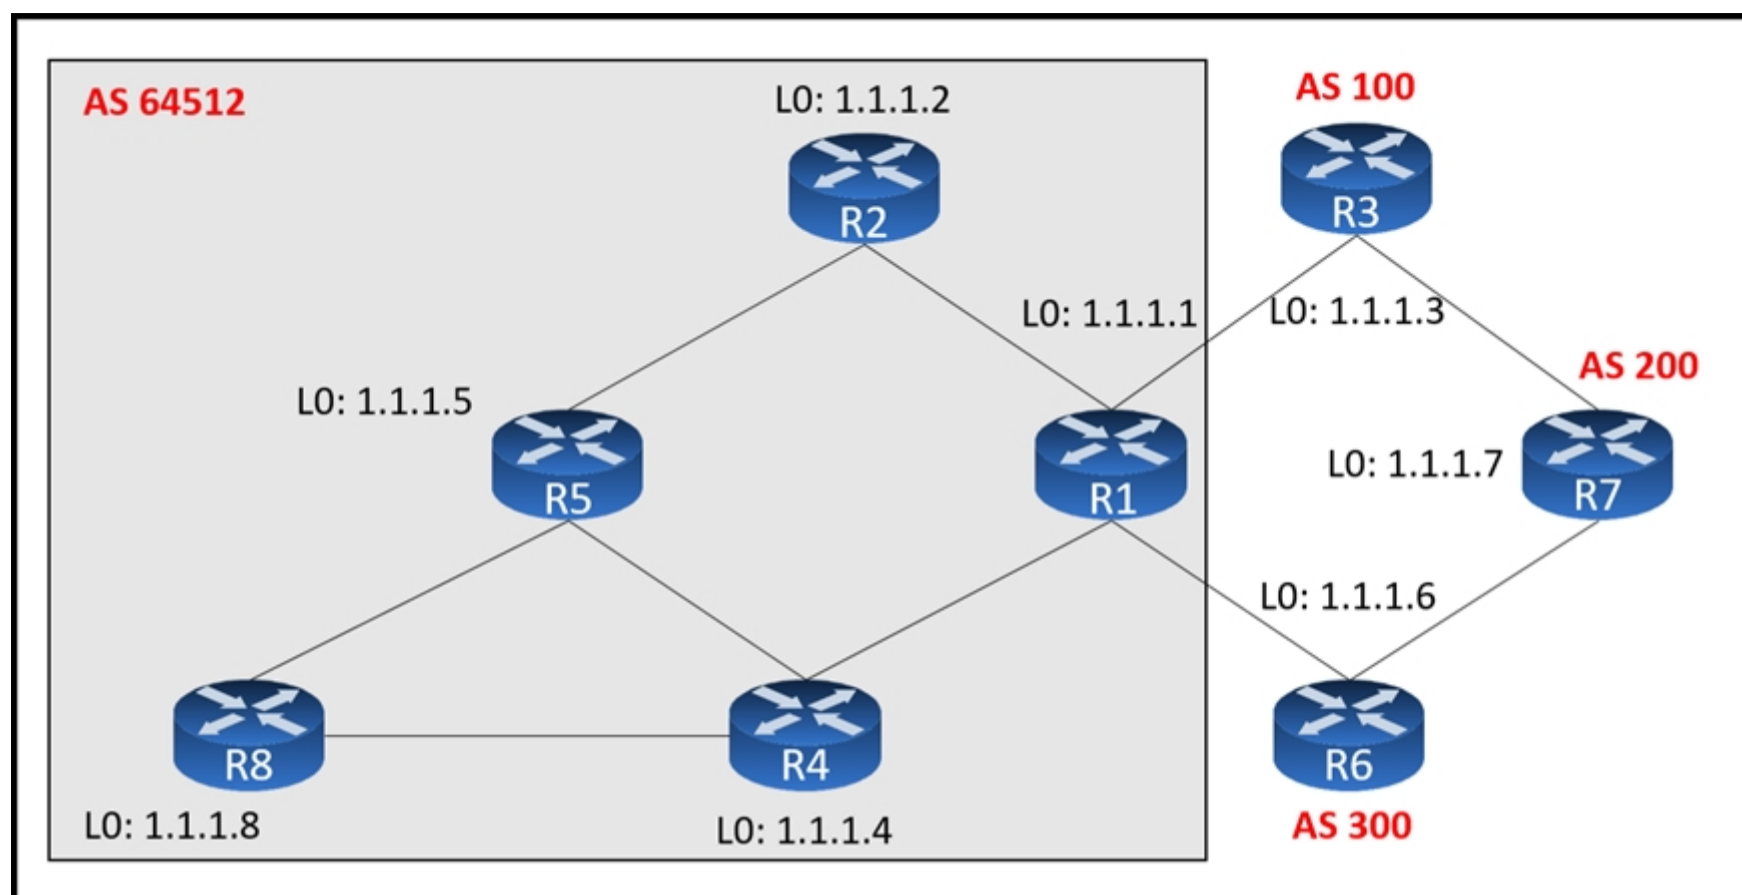 AS 64512
L0: 1.1.1.2
AS 100
R2
R3
L0: 1.1.1.1
L0: 1.1.1.3
AS 200
L0: 1.1.1.5
L0: 1.1.1.7
R5
R1
R7
L0: 1.1.1.6
R8
R4
R6
L0: 1.1.1.8
L0: 1.1.1.4
AS 300